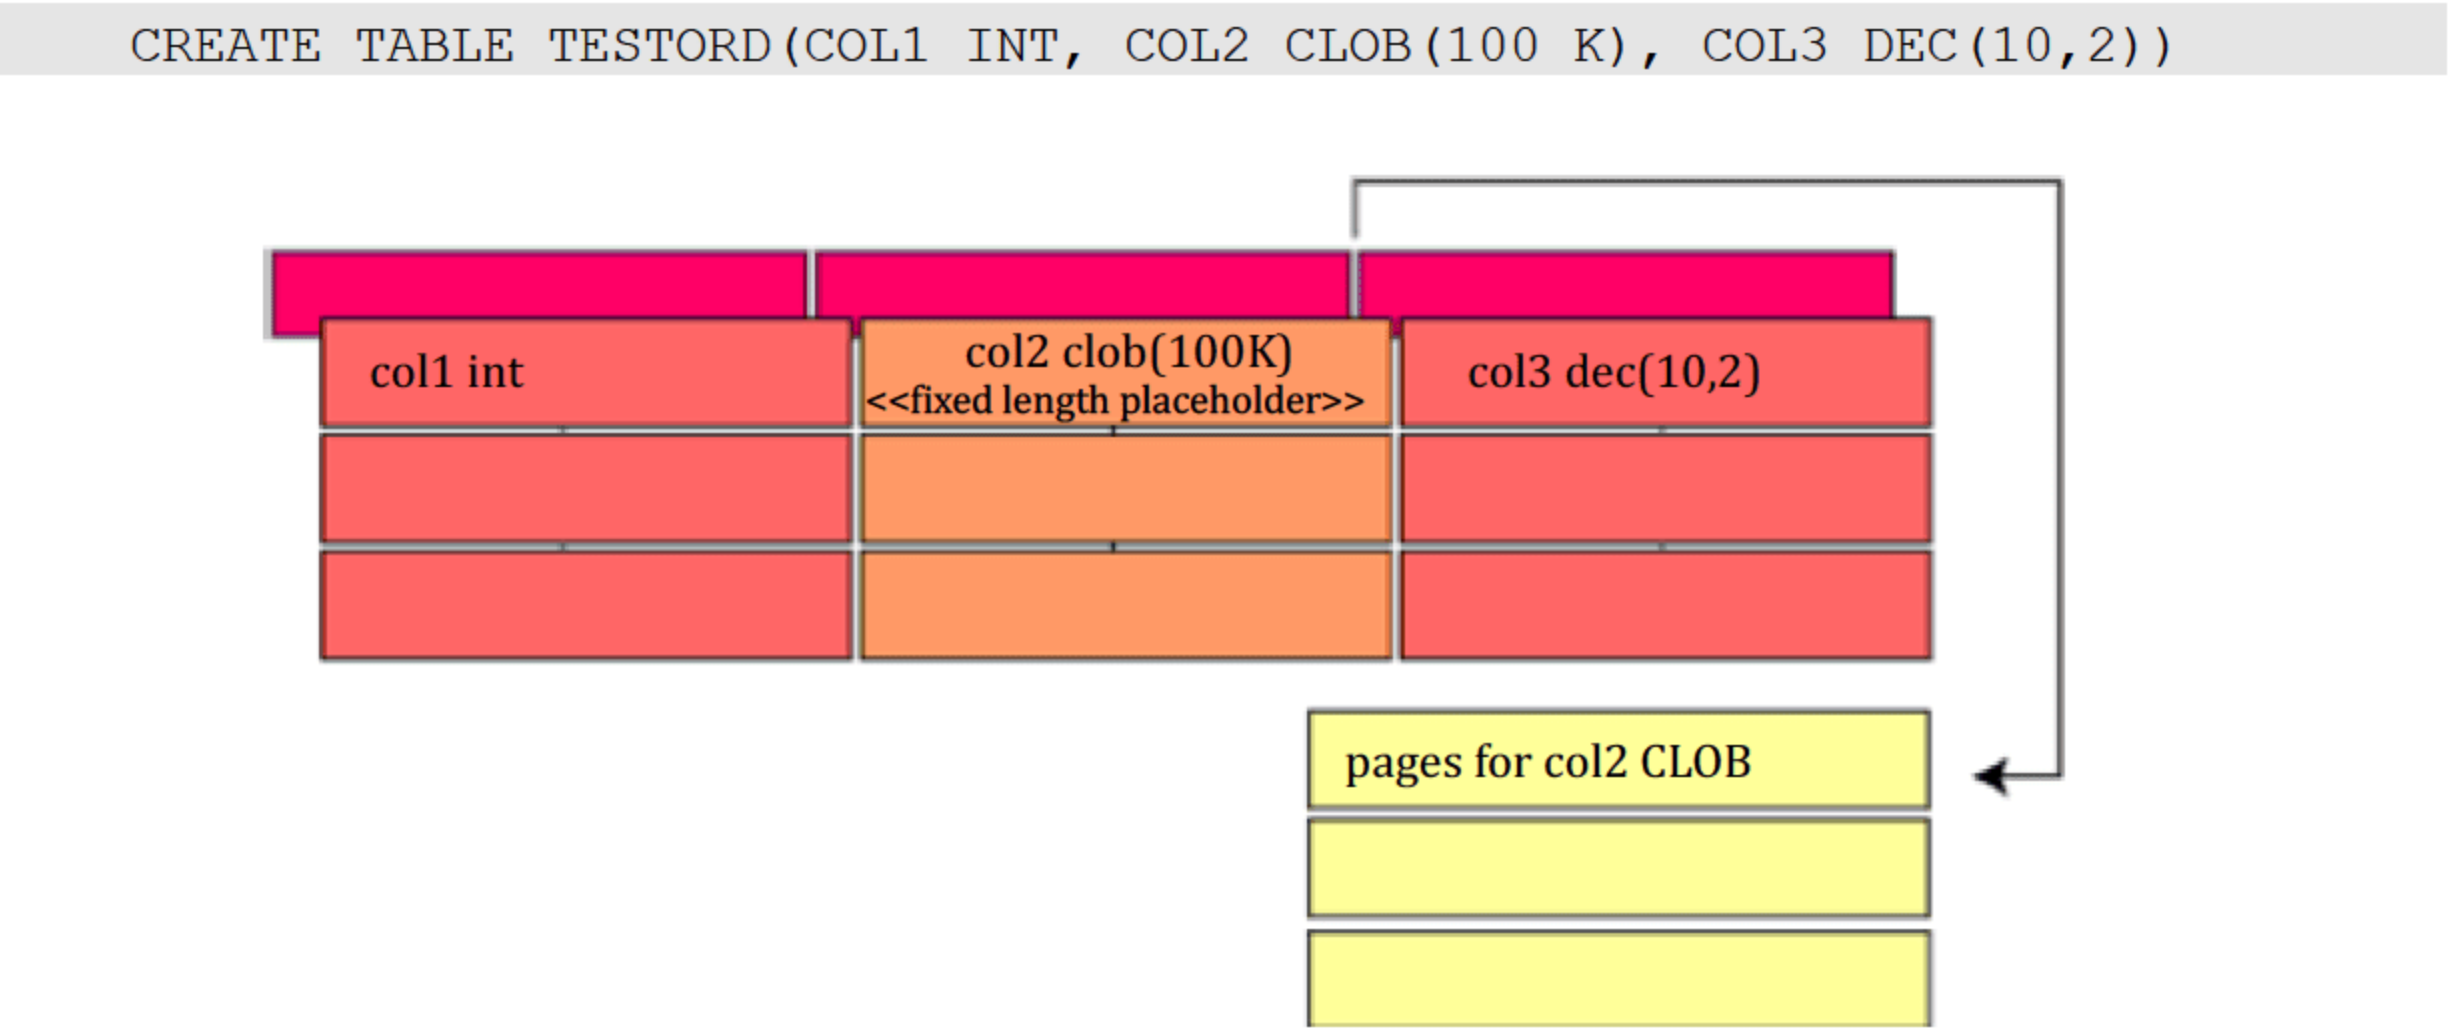 CREATE TABLE TESTORD(COL1 INT, COL2 CLOB(100 K), COL3 DEC(10,2))
col1 int
col2 clob(100K)
<<fixed length placeholder>>
col3 dec(10,2)
pages for col2 CLOB